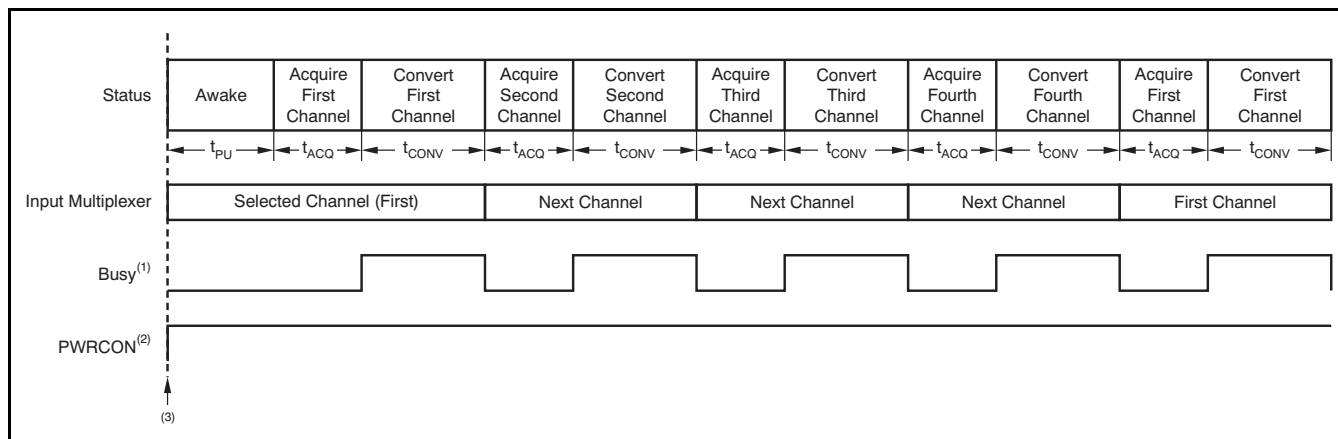 Status
Awake
Acquire
First
Channel
Convert
First
Channel
Acquire
Second
Channel
Convert
Second
Channel
Acquire
Third
Channel
Convert
Third
Channel
Acquire
Fourth
Channel
Convert
Fourth
Channel
Acquire
First
Channel
Convert
First
Channel
tPU
tACQ
tCONV
tACQ
tCONV
tACQ
tCONV
tACQ
tCONV
tACQ
tCONV
Input Multiplexer
Selected Channel (First)
Next Channel
Next Channel
Next Channel
First Channel
Busy(1)
PWRCON(2)
(3)